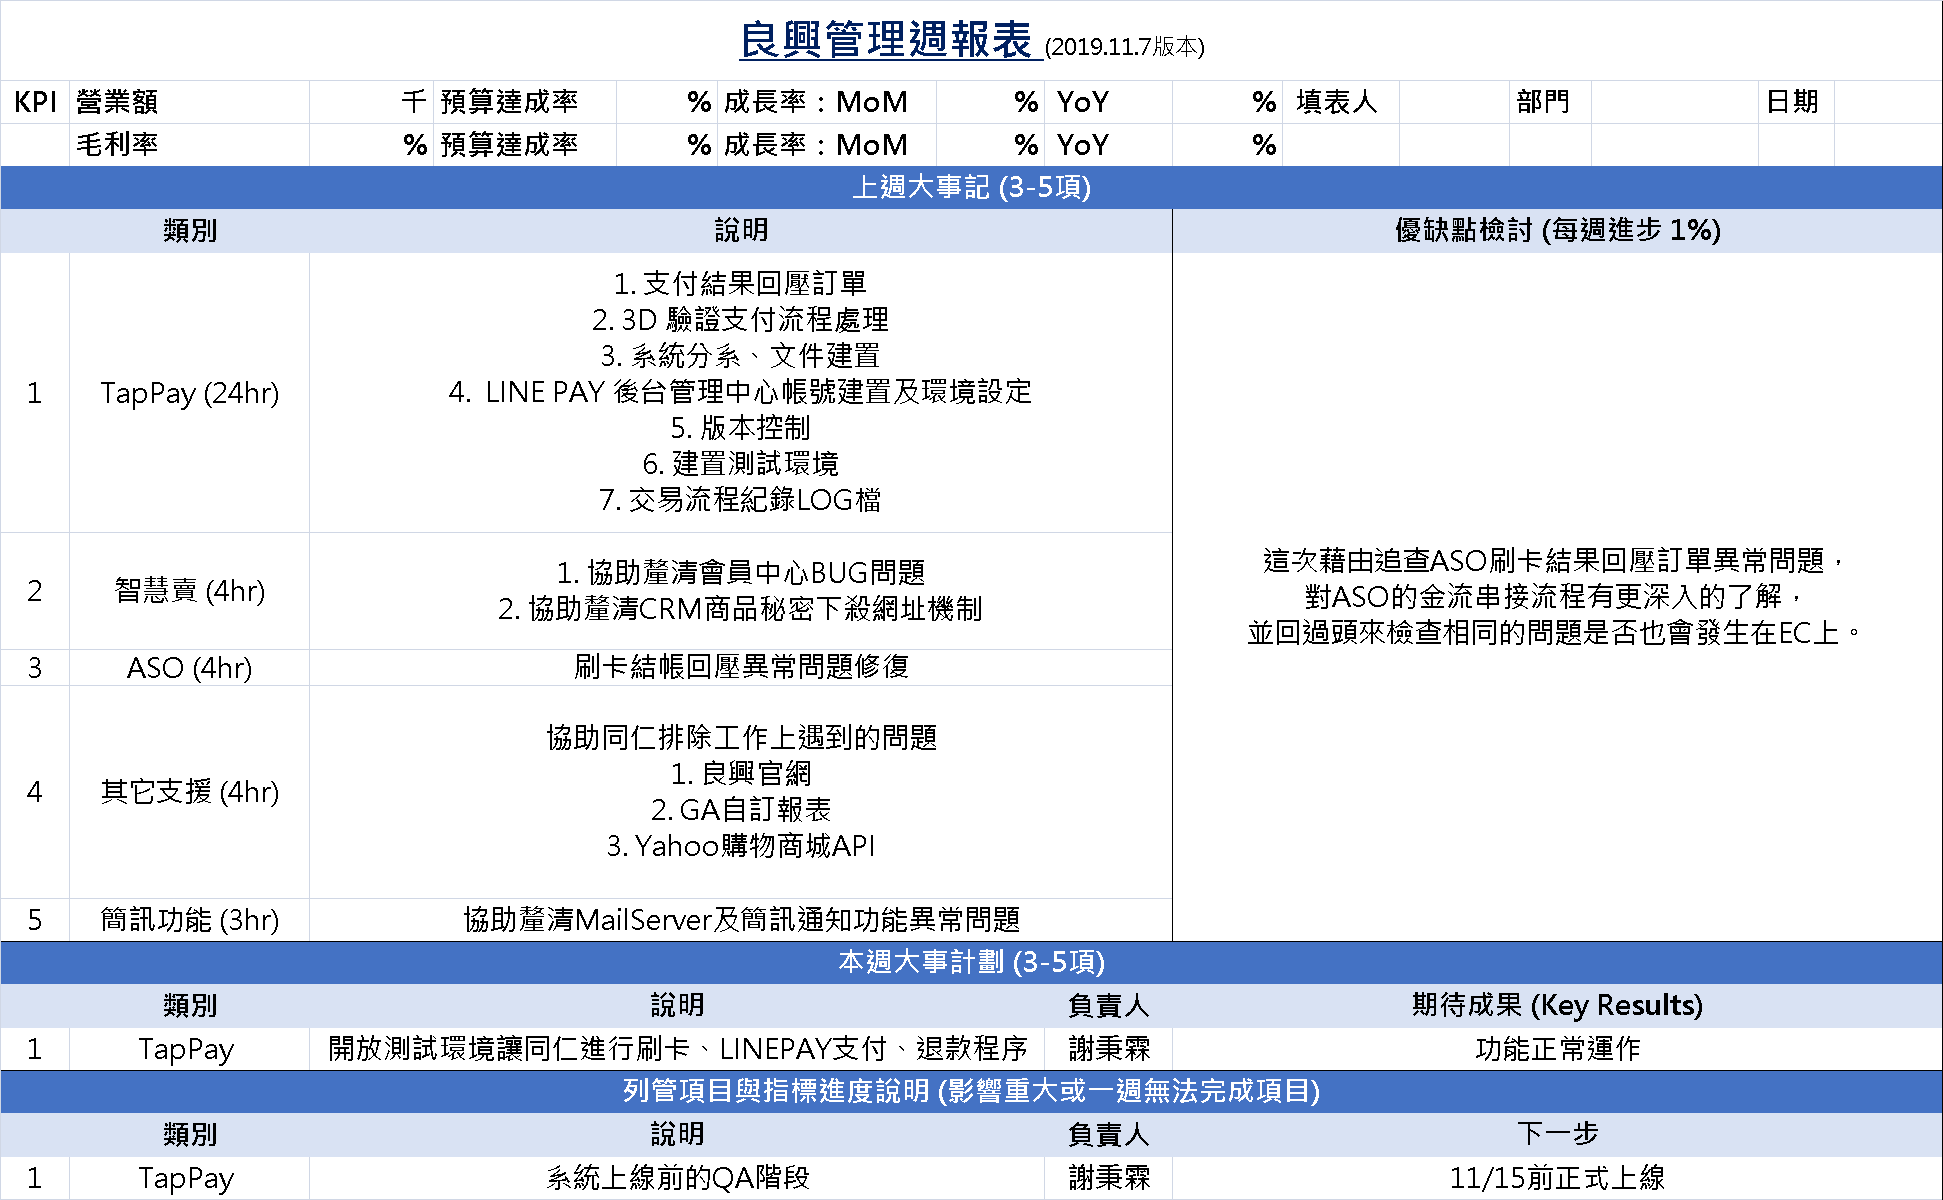 良興管理週報表 (2019.11.7版本)
KPI 營業額 千 預算達成率 % 成長率：MoM % YoY % 填表人 部門 日期
毛利率 % 預算達成率 % 成長率：MoM % YoY %
上週大事記 (3-5項)
類別 說明 優缺點檢討 (每週進步 1%)
1 TapPay (24hr)
1. 支付結果回壓訂單
2. 3D 驗證支付流程處理
3. 系統分系、文件建置
4. LINE PAY 後台管理中心帳號建置及環境設定
5. 版本控制
6. 建置測試環境
7. 交易流程紀錄LOG檔
2 智慧賣 (4hr)
1. 協助釐清會員中心BUG問題
2. 協助釐清CRM商品秘密下殺網址機制
3 ASO (4hr) 刷卡結帳回壓異常問題修復
4 其它支援 (4hr)
協助同仁排除工作上遇到的問題
1. 良興官網
2. GA自訂報表
3. Yahoo購物商城API
5 簡訊功能 (3hr) 協助釐清MailServer及簡訊通知功能異常問題
這次藉由追查ASO刷卡結果回壓訂單異常問題，
對ASO的金流串接流程有更深入的了解，
並回過頭來檢查相同的問題是否也會發生在EC上。
本週大事計劃 (3-5項)
類別 說明 負責人 期待成果 (Key Results)
1 TapPay 開放測試環境讓同仁進行刷卡、LINEPAY支付、退款程序 謝秉霖 功能正常運作
列管項目與指標進度說明 (影響重大或一週無法完成項目)
類別 說明 負責人 下一步
1 TapPay 系統上線前的QA階段 謝秉霖 11/15前正式上線